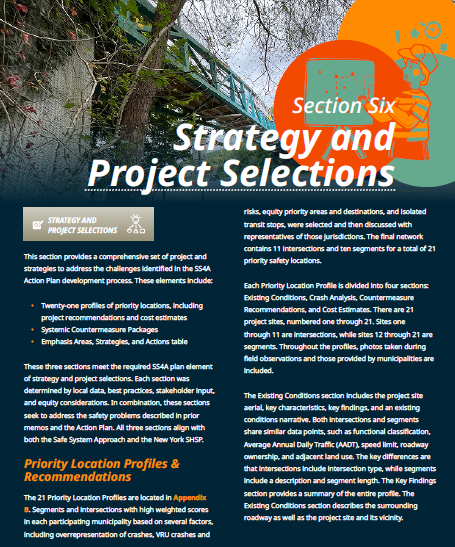 Section Six
Strategy and
Project Selections
STRATEGY AND
PROJECT SELECTIONS
This section provides a comprehensive set of project and
strategies to address the challenges identified in the SS4A
Action Plan development process. These elements include:
• Twenty-one profiles of priority locations, including
project recommendations and cost estimates
• Systemic Countermeasure Packages
• Emphasis Areas, Strategies, and Actions table
These three sections meet the required SS4A plan element
of strategy and project selections. Each section was
determined by local data, best practices, stakeholder input,
and equity considerations. In combination, these sections
seek to address the safety problems described in prior
memos and the Action Plan. All three sections align with
both the Safe System Approach and the New York SHSP.
Priority Location Profiles &
Recommendations
The 21 Priority Location Profiles are located in Appendix
B. Segments and intersections with high weighted scores
in each participating municipality based on several factors,
including overrepresentation of crashes, VRU crashes and
risks, equity priority areas and destinations, and isolated
transit stops, were selected and then discussed with
representatives of those jurisdictions. The final network
contains 11 intersections and ten segments for a total of 21
priority safety locations.
Each Priority Location Profile is divided into four sections:
Existing Conditions, Crash Analysis, Countermeasure
Recommendations, and Cost Estimates. There are 21
project sites, numbered one through 21. Sites one
through 11 are intersections, while sites 12 through 21 are
segments. Throughout the profiles, photos taken during
field observations and those provided by municipalities are
included.
The Existing Conditions section includes the project site
aerial, key characteristics, key findings, and an existing
conditions narrative. Both intersections and segments
share similar data points, such as functional classification,
Average Annual Daily Traffic (AADT), speed limit, roadway
ownership, and adjacent land use. The key differences are
that intersections include intersection type, while segments
include a description and segment length. The Key Findings
section provides a summary of the entire profile. The
Existing Conditions section describes the surrounding
roadway as well as the project site and its vicinity.